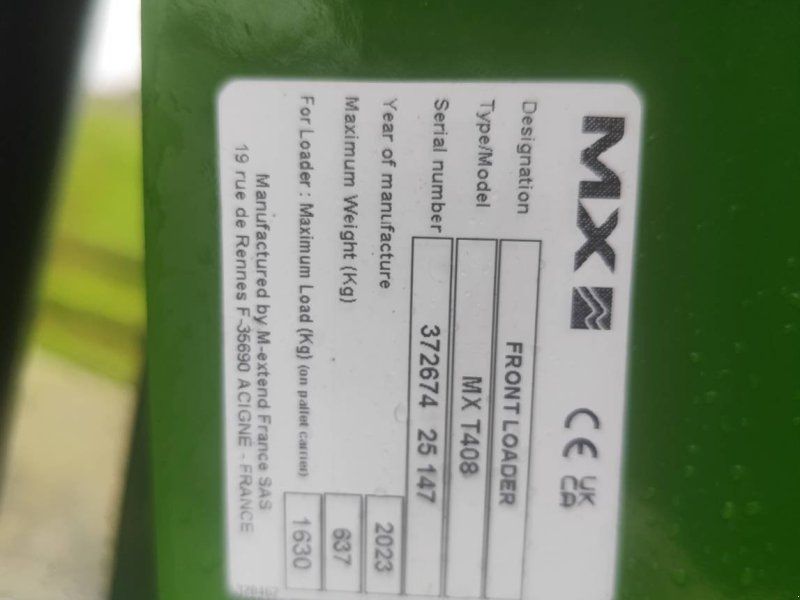 MX
CE UK CA
Designation FRONT LOADER
Type/Model MX T408
Serial number 372674 25 147
Year of manufacture 2023
Maximum Weight (Kg) 637
For Loader : Maximum Load (Kg) (on pallet carrier) 1630
Manufactured by M-extend France SAS
19 rue de Rennes F-35690 ACIGNE - FRANCE